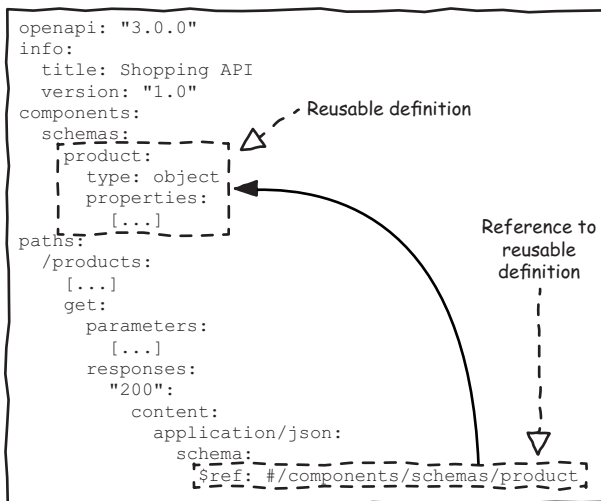 openapi: "3.0.0"
info:
  title: Shopping API
  version: "1.0"
components:
  schemas:
    product:
      type: object
      properties:
        [...]
paths:
  /products:
    [...]
    get:
      parameters:
        [...]
      responses:
        "200":
          content:
            application/json:
              schema:
                $ref: #/components/schemas/product
Reusable definition
Reference to
reusable
definition